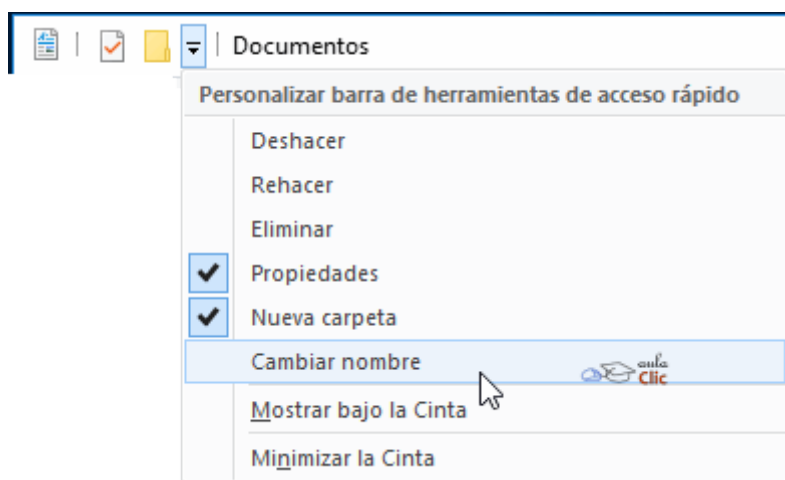 Documentos
Personalizar barra de herramientas de acceso rápido
Deshacer
Rehacer
Eliminar
Propiedades
Nueva carpeta
Cambiar nombre
aula
Clic
Mostrar bajo la Cinta
Minimizar la Cinta